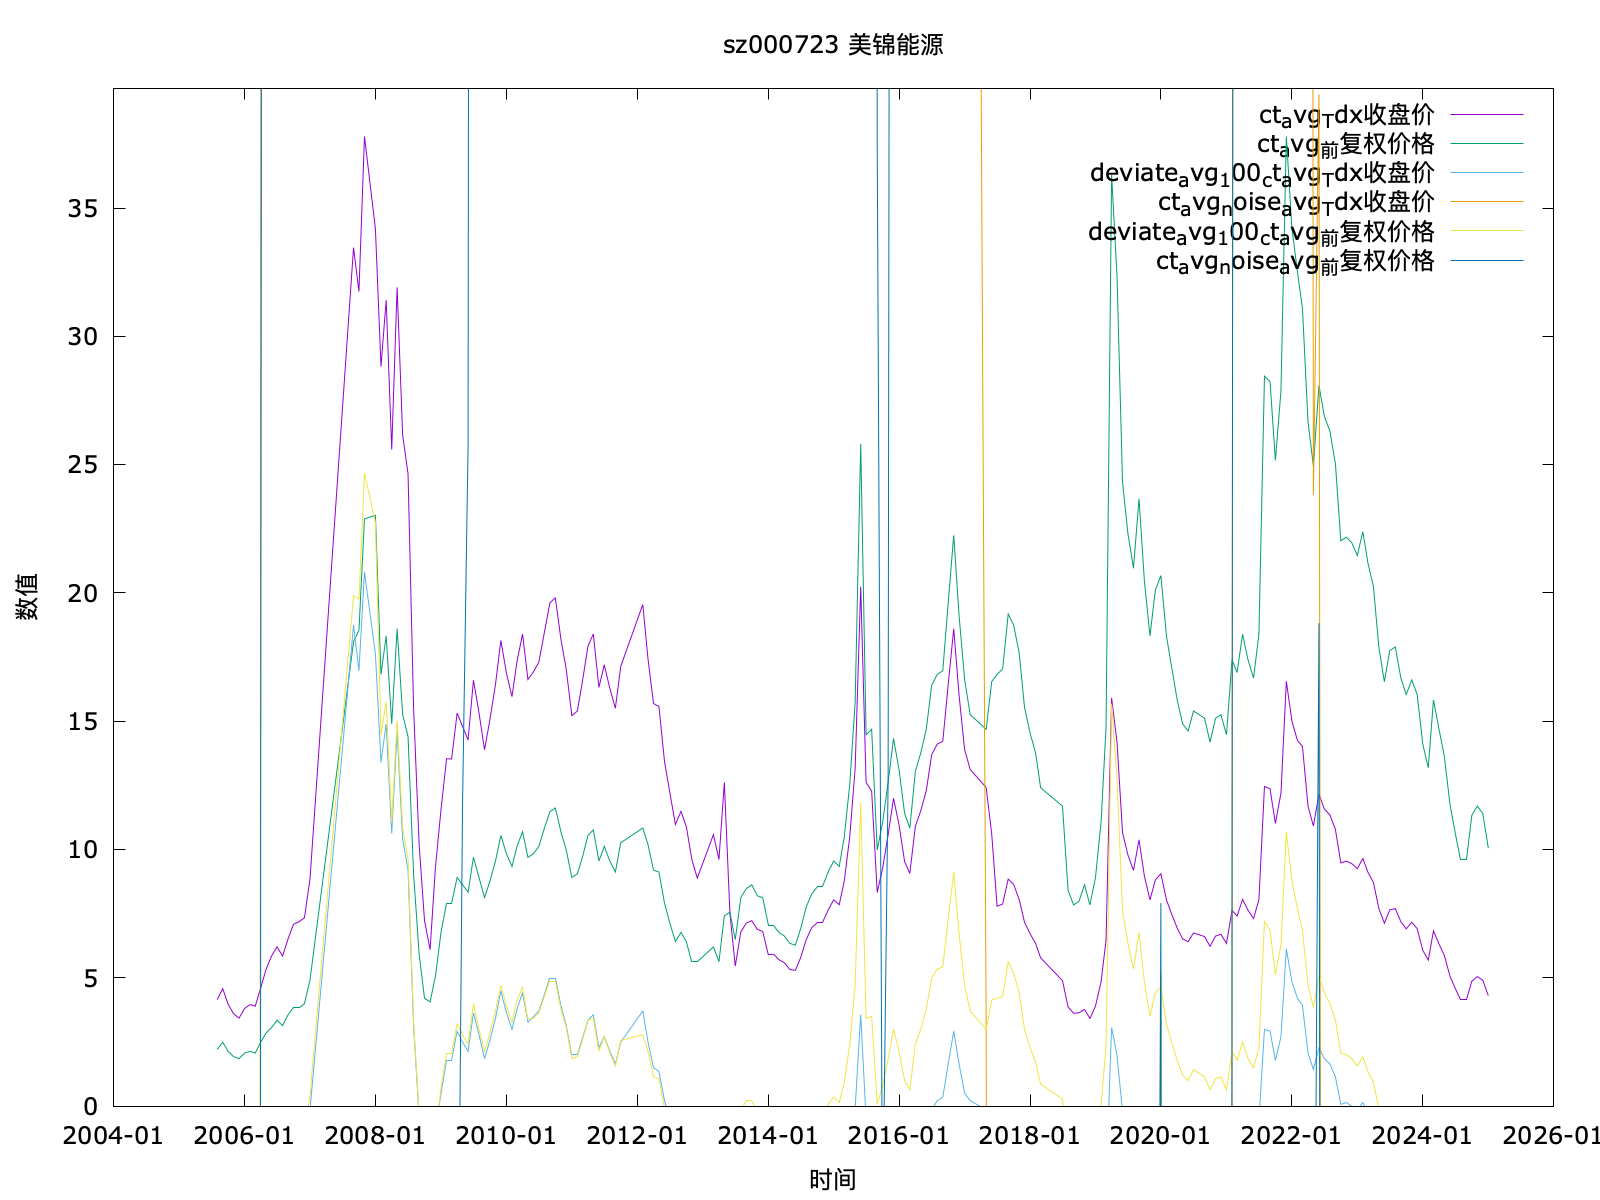 sz000723 美锦能源
ct_avg_Tdx收盘价
ct_avg_前复权价格
deviate_avg_100_ct_avg_Tdx收盘价
ct_avg_noise_avg_Tdx收盘价
deviate_avg_100_ct_avg_前复权价格
ct_avg_noise_avg_前复权价格
数值
35
30
25
20
15
10
5
0
2004-01 2006-01 2008-01 2010-01 2012-01 2014-01 2016-01 2018-01 2020-01 2022-01 2024-01 2026-01
时间